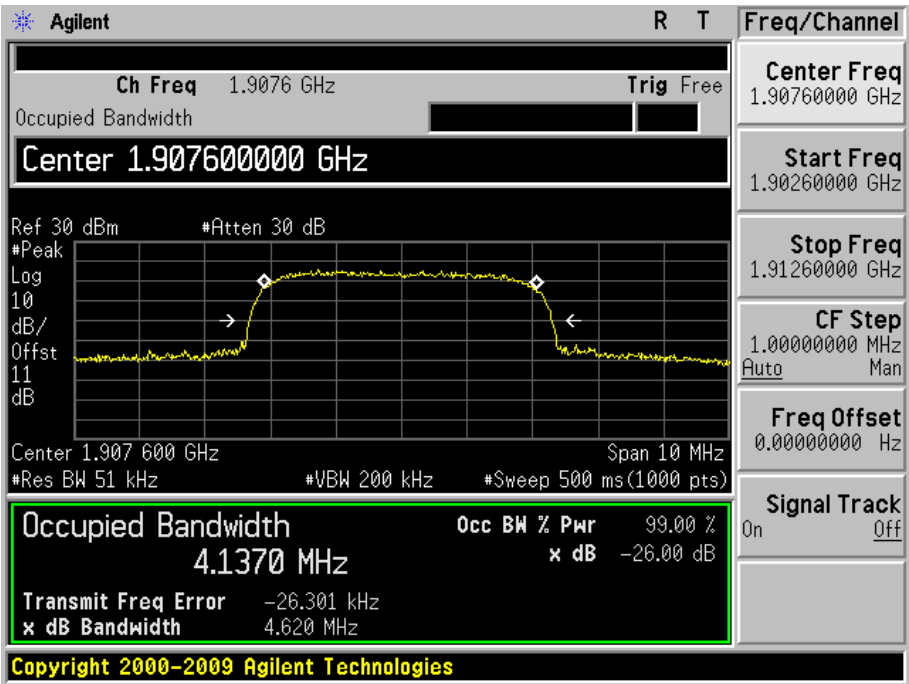 Agilent R T Freq/Channel
Ch Freq 1.9076 GHz Trig Free
Occupied Bandwidth
Center 1.907600000 GHz
Ref 30 dBm #Atten 30 dB
#Peak
Log
10
dB/
Offst
11
dB
Center 1.907 600 GHz Span 10 MHz
#Res BW 51 kHz #VBW 200 kHz #Sweep 500 ms(1000 pts)
Occupied Bandwidth Occ BW % Pwr 99.00 %
4.1370 MHz x dB -26.00 dB
Transmit Freq Error -26.301 kHz
x dB Bandwidth 4.620 MHz
Center Freq
1.90760000 GHz
Start Freq
1.90260000 GHz
Stop Freq
1.91260000 GHz
CF Step
1.00000000 MHz
Auto Man
Freq Offset
0.00000000 Hz
Signal Track
On Off
Copyright 2000-2009 Agilent Technologies